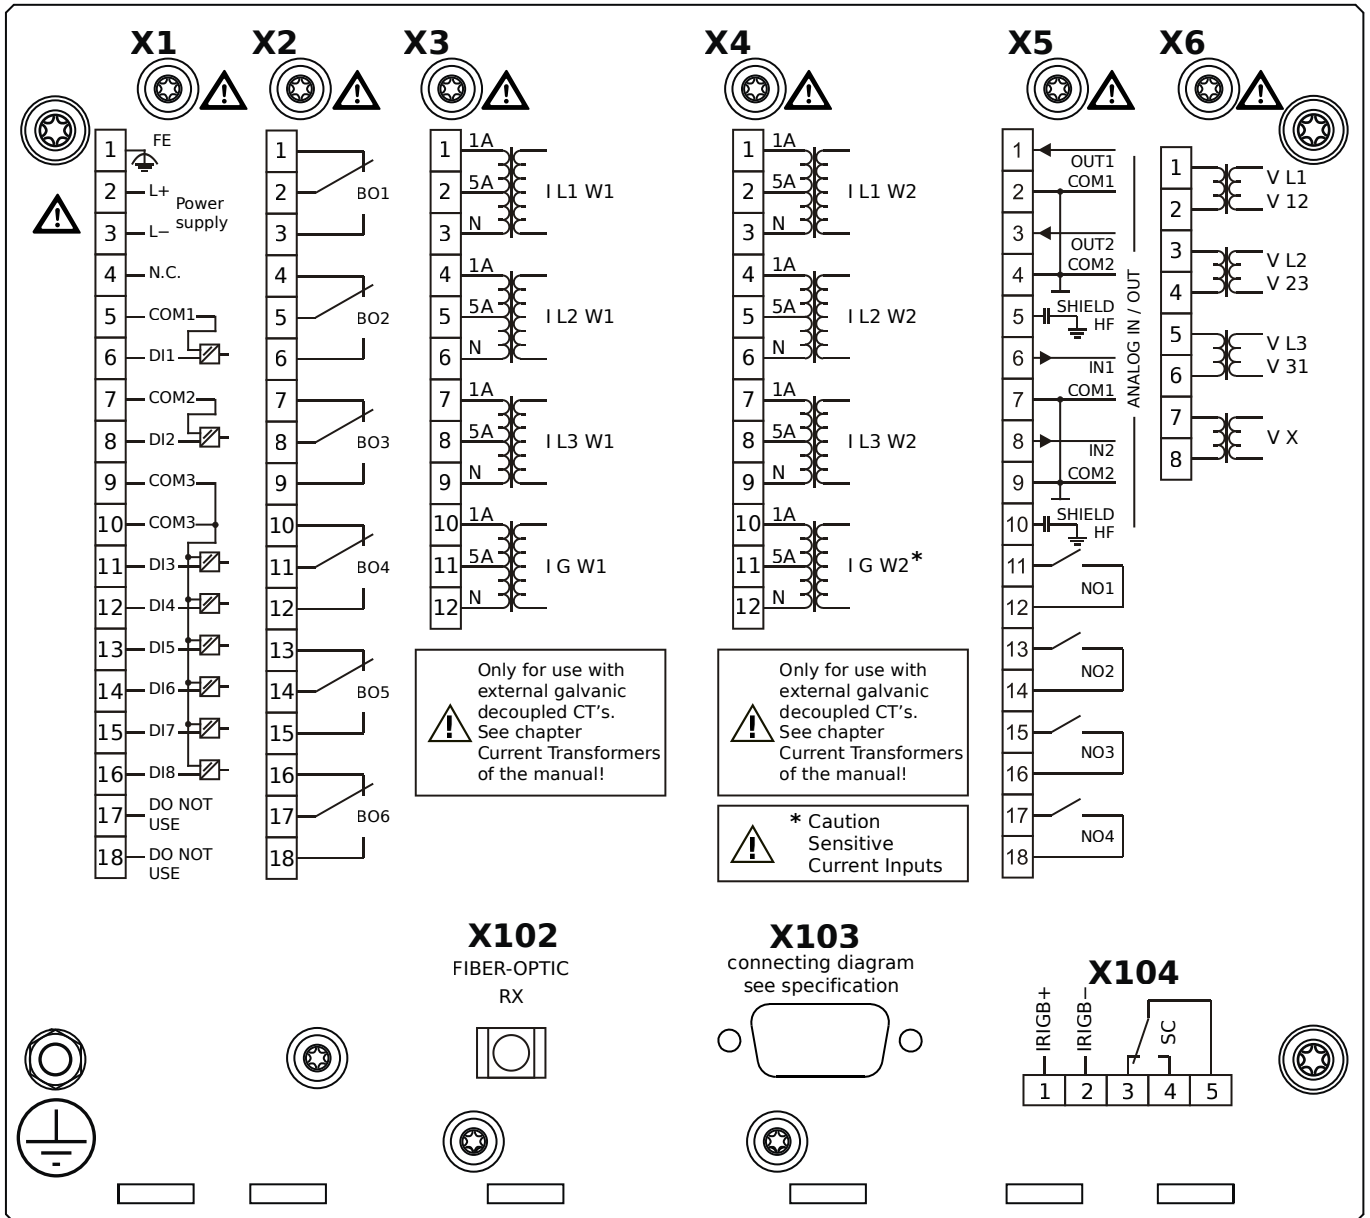 X1
X2
X3
X4
X5
X6
1
FE
2
L+
Power
supply
3
L−
4
N.C.
5
COM1
6
DI1
7
COM2
8
DI2
9
COM3
10
COM3
11
DI3
12
DI4
13
DI5
14
DI6
15
DI7
16
DI8
17
DO NOT
USE
18
DO NOT
USE
1
2
BO1
3
4
5
BO2
6
7
8
BO3
9
10
11
BO4
12
13
14
BO5
15
16
17
BO6
18
1
1A
2
5A
I L1 W1
3
N
4
1A
5
5A
I L2 W1
6
N
7
1A
8
5A
I L3 W1
9
N
10
1A
11
5A
I G W1
12
N
Only for use with
external galvanic
decoupled CT's.
See chapter
Current Transformers
of the manual!
1
1A
2
5A
I L1 W2
3
N
4
1A
5
5A
I L2 W2
6
N
7
1A
8
5A
I L3 W2
9
N
10
1A
11
5A
I G W2*
12
N
Only for use with
external galvanic
decoupled CT's.
See chapter
Current Transformers
of the manual!
* Caution
Sensitive
Current Inputs
1
OUT1
2
COM1
3
OUT2
4
COM2
5
SHIELD
HF
6
IN1
7
COM1
8
IN2
9
COM2
10
SHIELD
HF
ANALOG IN / OUT
11
NO1
12
13
NO2
14
15
NO3
16
17
NO4
18
1
V L1
2
V 12
3
V L2
4
V 23
5
V L3
6
V 31
7
V X
8
X102
FIBER-OPTIC
RX
X103
connecting diagram
see specification
X104
IRIGB+
IRIGB−
SC
1 2 3 4 5